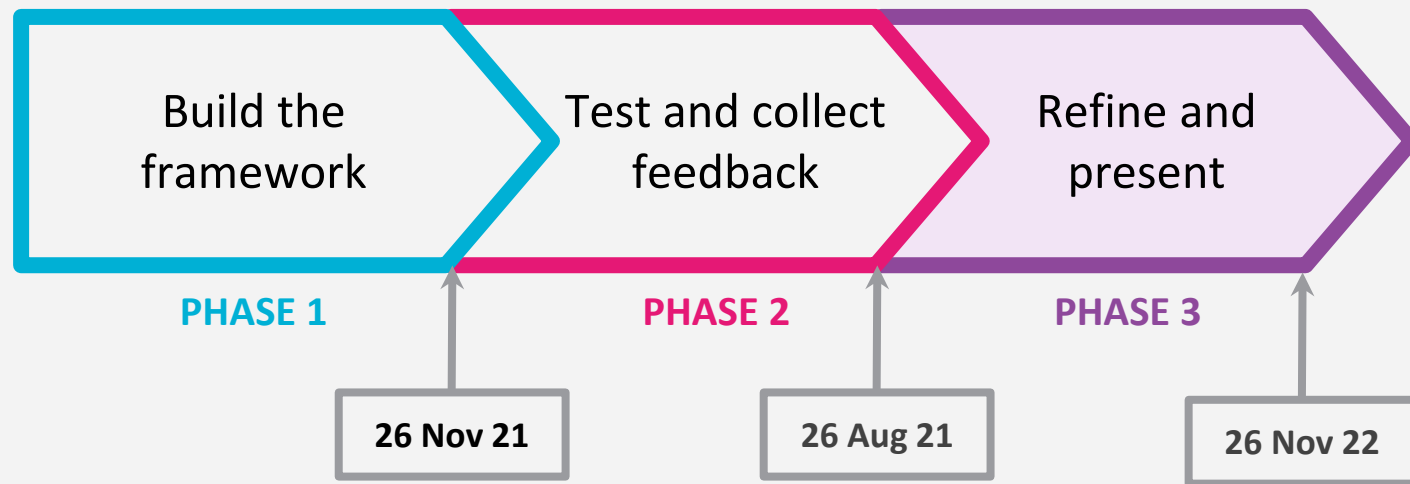 Build the
framework
Test and collect
feedback
Refine and
present
PHASE 1
PHASE 2
PHASE 3
26 Nov 21
26 Aug 21
26 Nov 22